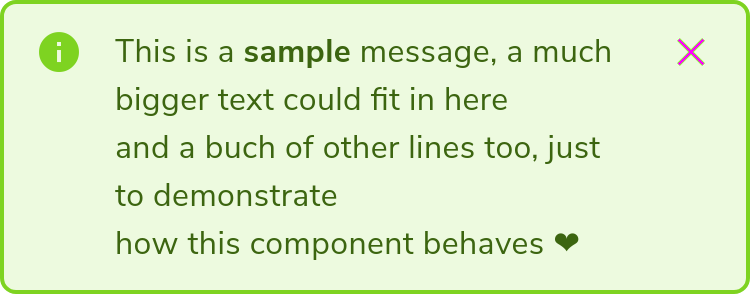 This is a sample message, a much
bigger text could fit in here
and a buch of other lines too, just
to demonstrate
how this component behaves ❤